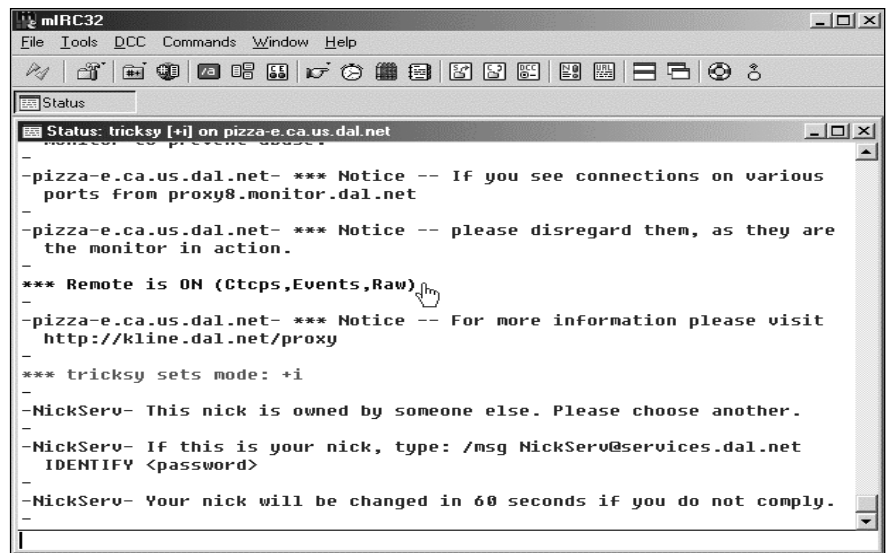 mIRC32
File Tools DCC Commands Window Help
Status
Status: tricksy [+i] on pizza-e.ca.us.dal.net
monitor to prevent abuse.
-
-pizza-e.ca.us.dal.net- *** Notice -- If you see connections on various
ports from proxy8.monitor.dal.net
-
-pizza-e.ca.us.dal.net- *** Notice -- please disregard them, as they are
the monitor in action.
-
*** Remote is ON (Ctcps,Events,Raw)
-
-pizza-e.ca.us.dal.net- *** Notice -- For more information please visit
http://kline.dal.net/proxy
-
*** tricksy sets mode: +i
-
-NickServ- This nick is owned by someone else. Please choose another.
-
-NickServ- If this is your nick, type: /msg NickServ@services.dal.net
IDENTIFY <password>
-
-NickServ- Your nick will be changed in 60 seconds if you do not comply.
-